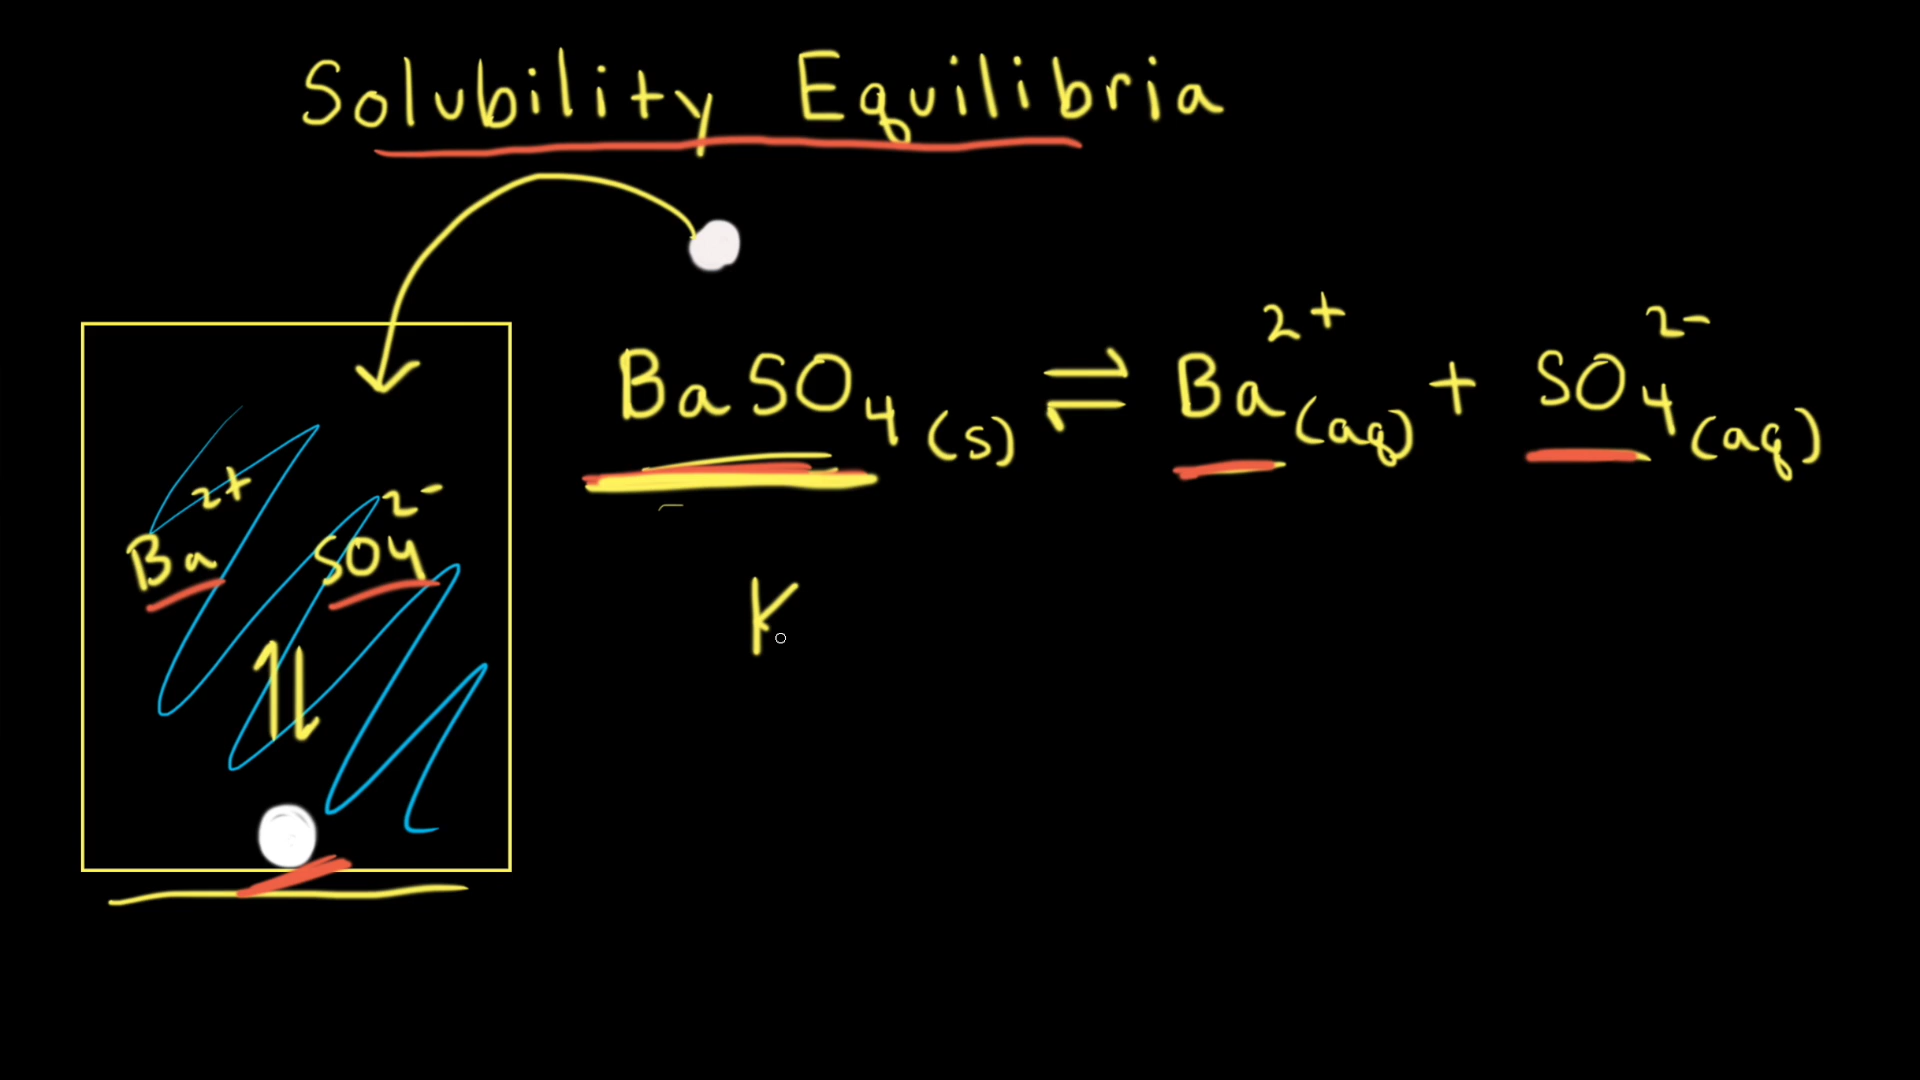 Solubility Equilibria
BaSO₄(s) ⇌ Ba²⁺(aq) + SO₄²⁻(aq)
Ba²⁺ SO4²⁻
⇅
K